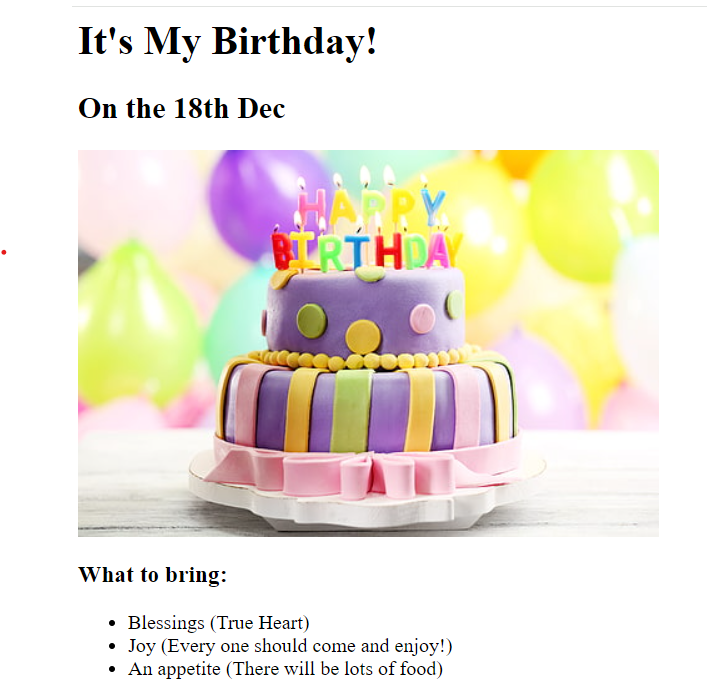 It's My Birthday!
On the 18th Dec
HAPPY
BIRTHDAY
What to bring:
Blessings (True Heart)
Joy (Every one should come and enjoy!)
An appetite (There will be lots of food)